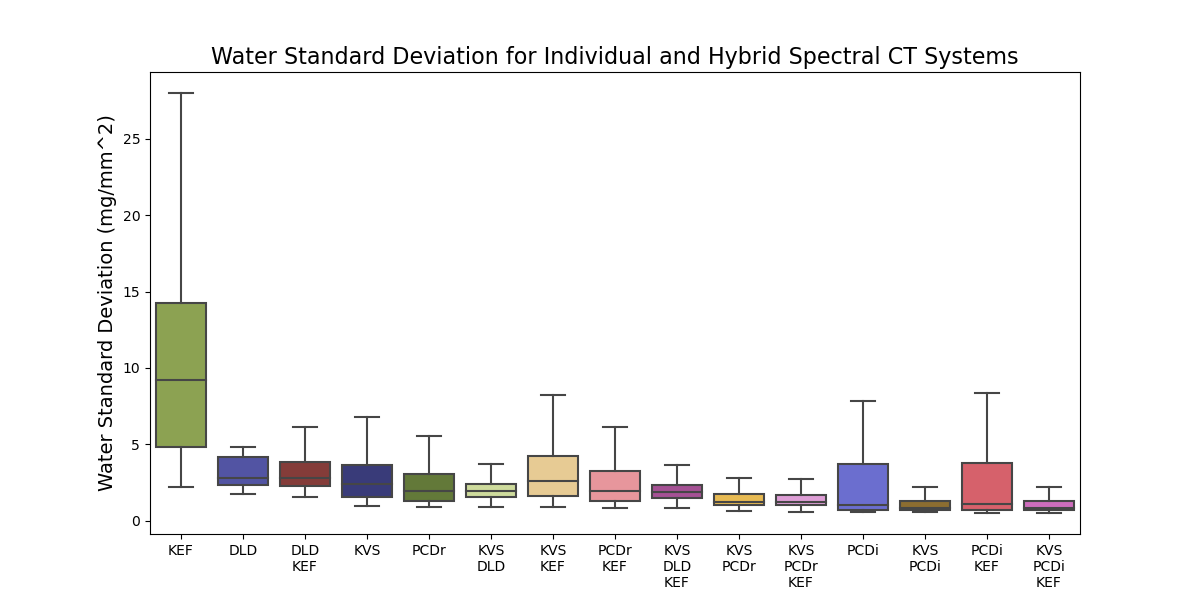 Water Standard Deviation for Individual and Hybrid Spectral CT Systems
Water Standard Deviation (mg/mm^2)
25
20
15
10
5
0
KEF
DLD
DLD
KEF
KVS
PCDr
KVS
DLD
KVS
KEF
PCDr
KEF
KVS
DLD
KEF
KVS
PCDr
KVS
PCDr
KEF
PCDi
KVS
PCDi
PCDi
KEF
KVS
PCDi
KEF